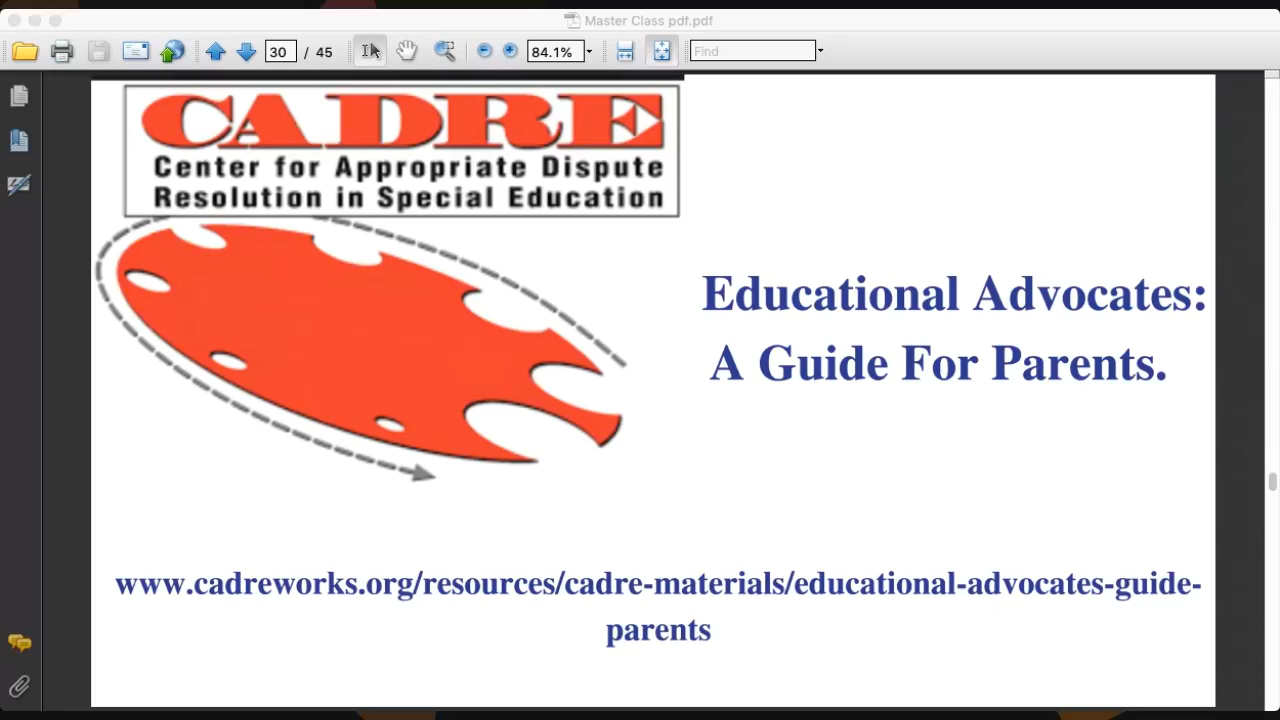 Master Class pdf.pdf
30 / 45
84.1%
Find
CADRE
Center for Appropriate Dispute
Resolution in Special Education
Educational Advocates:
A Guide For Parents.
www.cadreworks.org/resources/cadre-materials/educational-advocates-guide-
parents